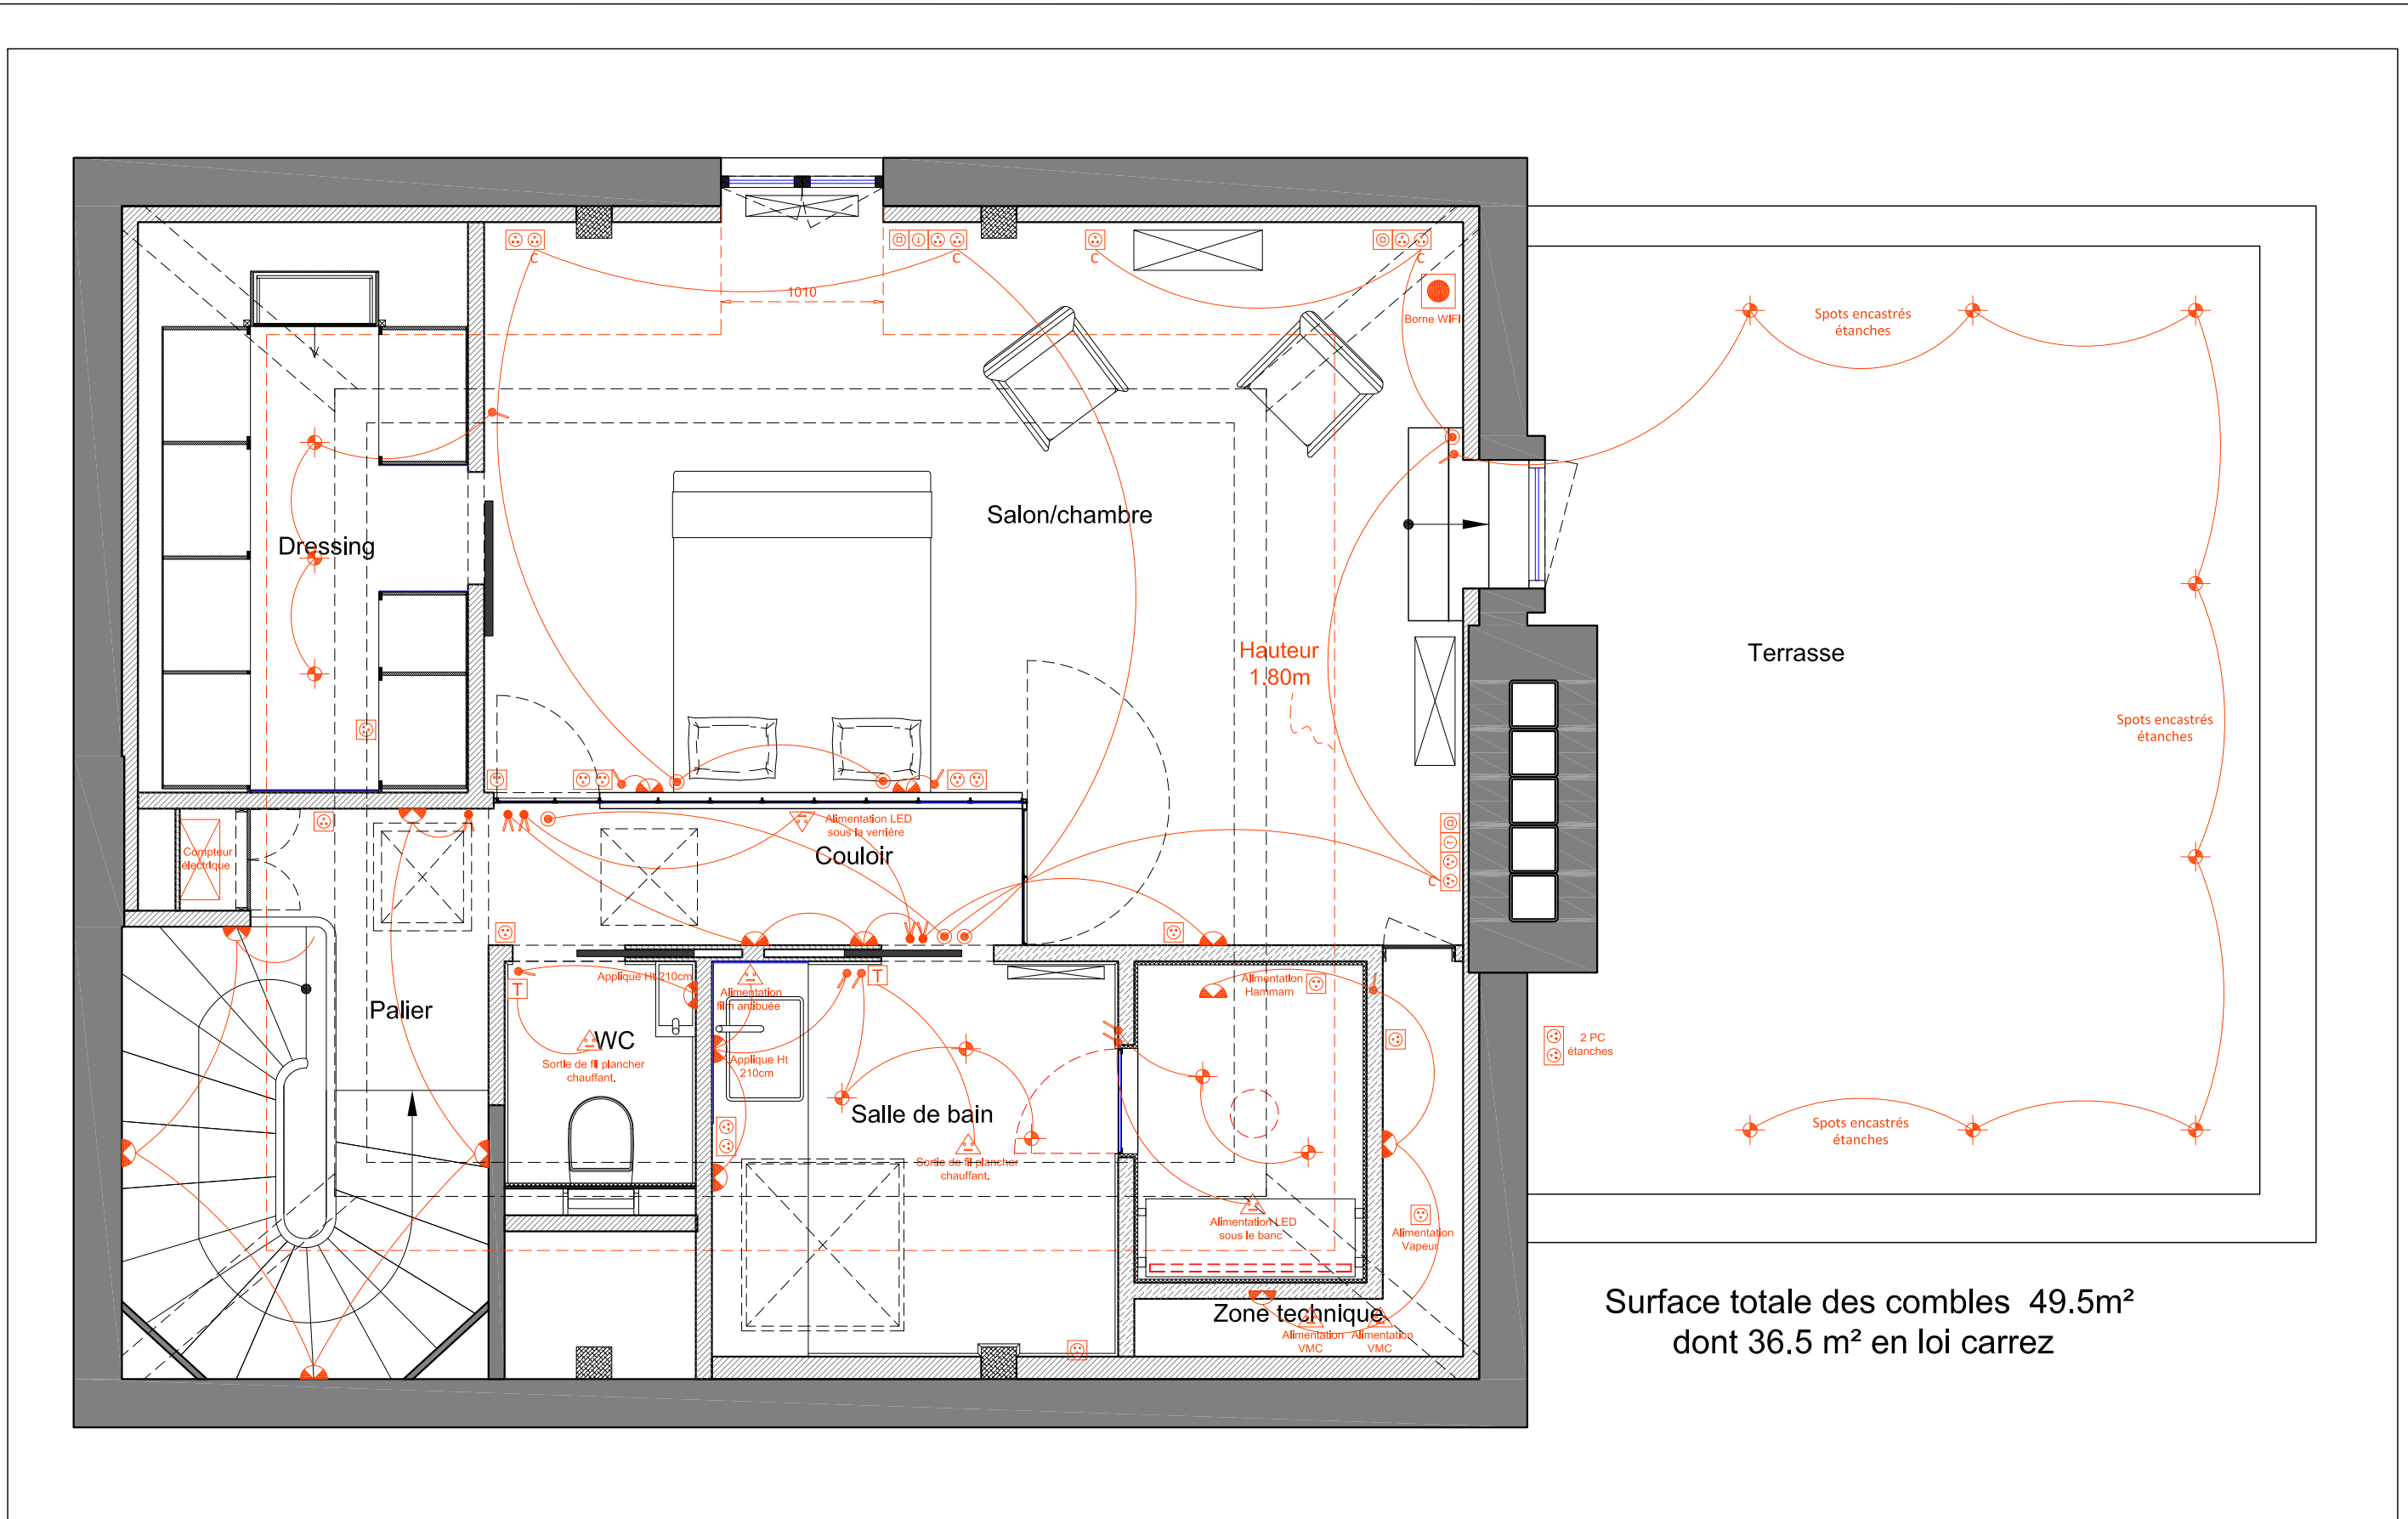 C
C
C
C
1010
Borne WIFI
Spots encastrés
étanches
Salon/chambre
Dressing
Hauteur
1.80m
Terrasse
Spots encastrés
étanches
Alimentation LED
sous la verrière
Couloir
Compteur
électrique
C
Applique Ht 210cm
T
T
Alimentation
film antibuée
Alimentation
Hammam
Palier
WC
Sortie de fil plancher
chauffant.
Applique Ht
210cm
2 PC
étanches
Salle de bain
Sortie de fil plancher
chauffant.
Spots encastrés
étanches
Alimentation LED
sous le banc
Alimentation
Vapeur
Zone technique
Alimentation
VMC
Alimentation
VMC
Surface totale des combles 49.5m²
dont 36.5 m² en loi carrez